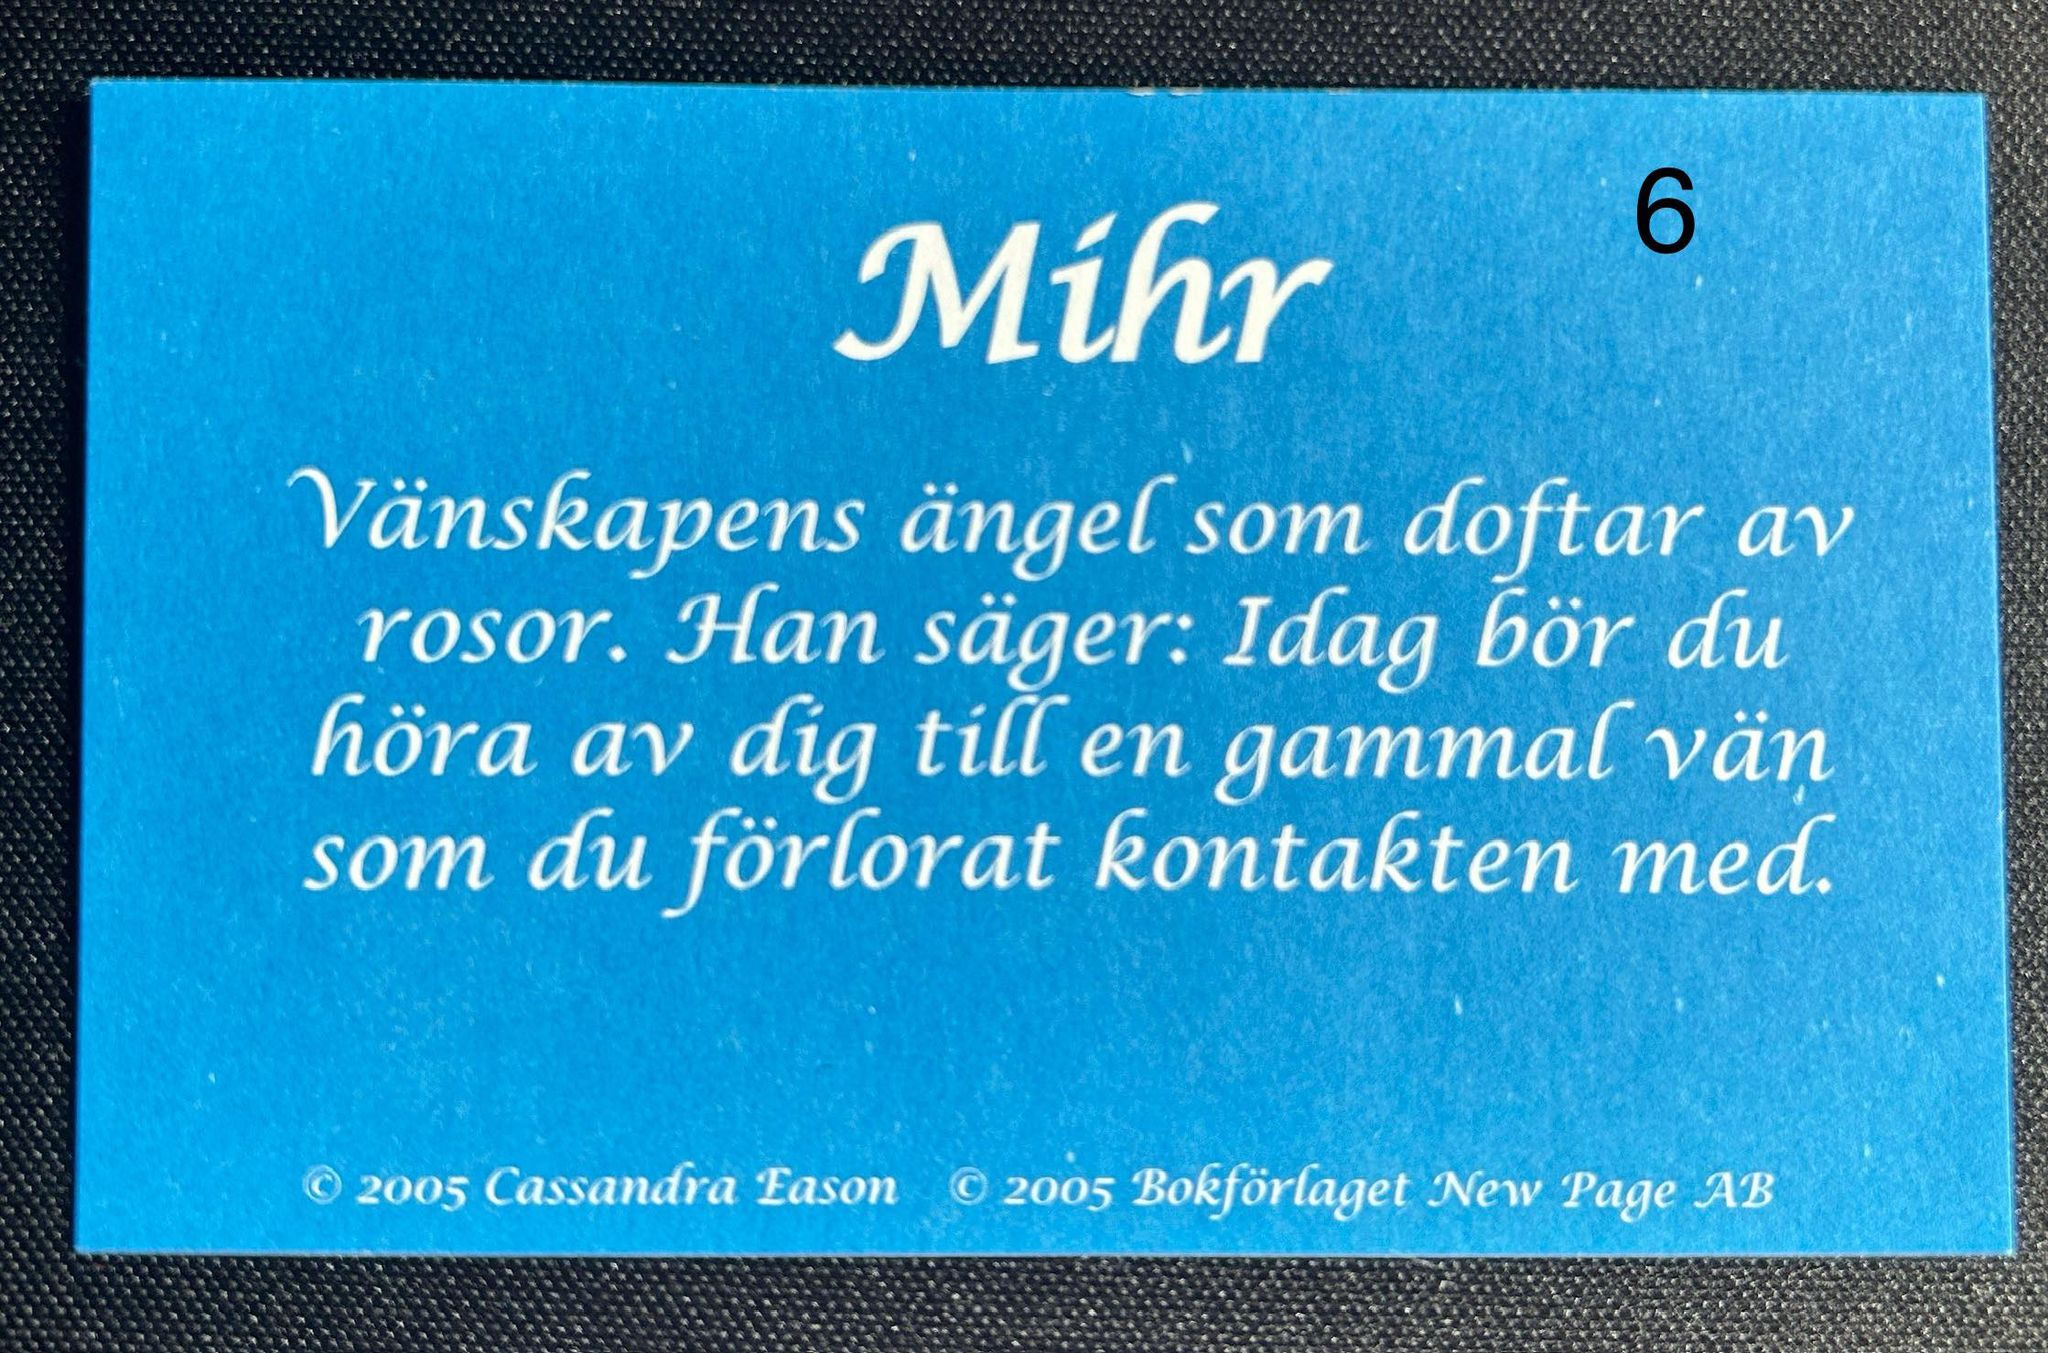 6
Mihr
Vänskapens ängel som doftar av
rosor. Han säger: Idag bör du
höra av dig till en gammal vän
som du förlorat kontakten med.
© 2005 Cassandra Eason © 2005 Bokförlaget New Page AB